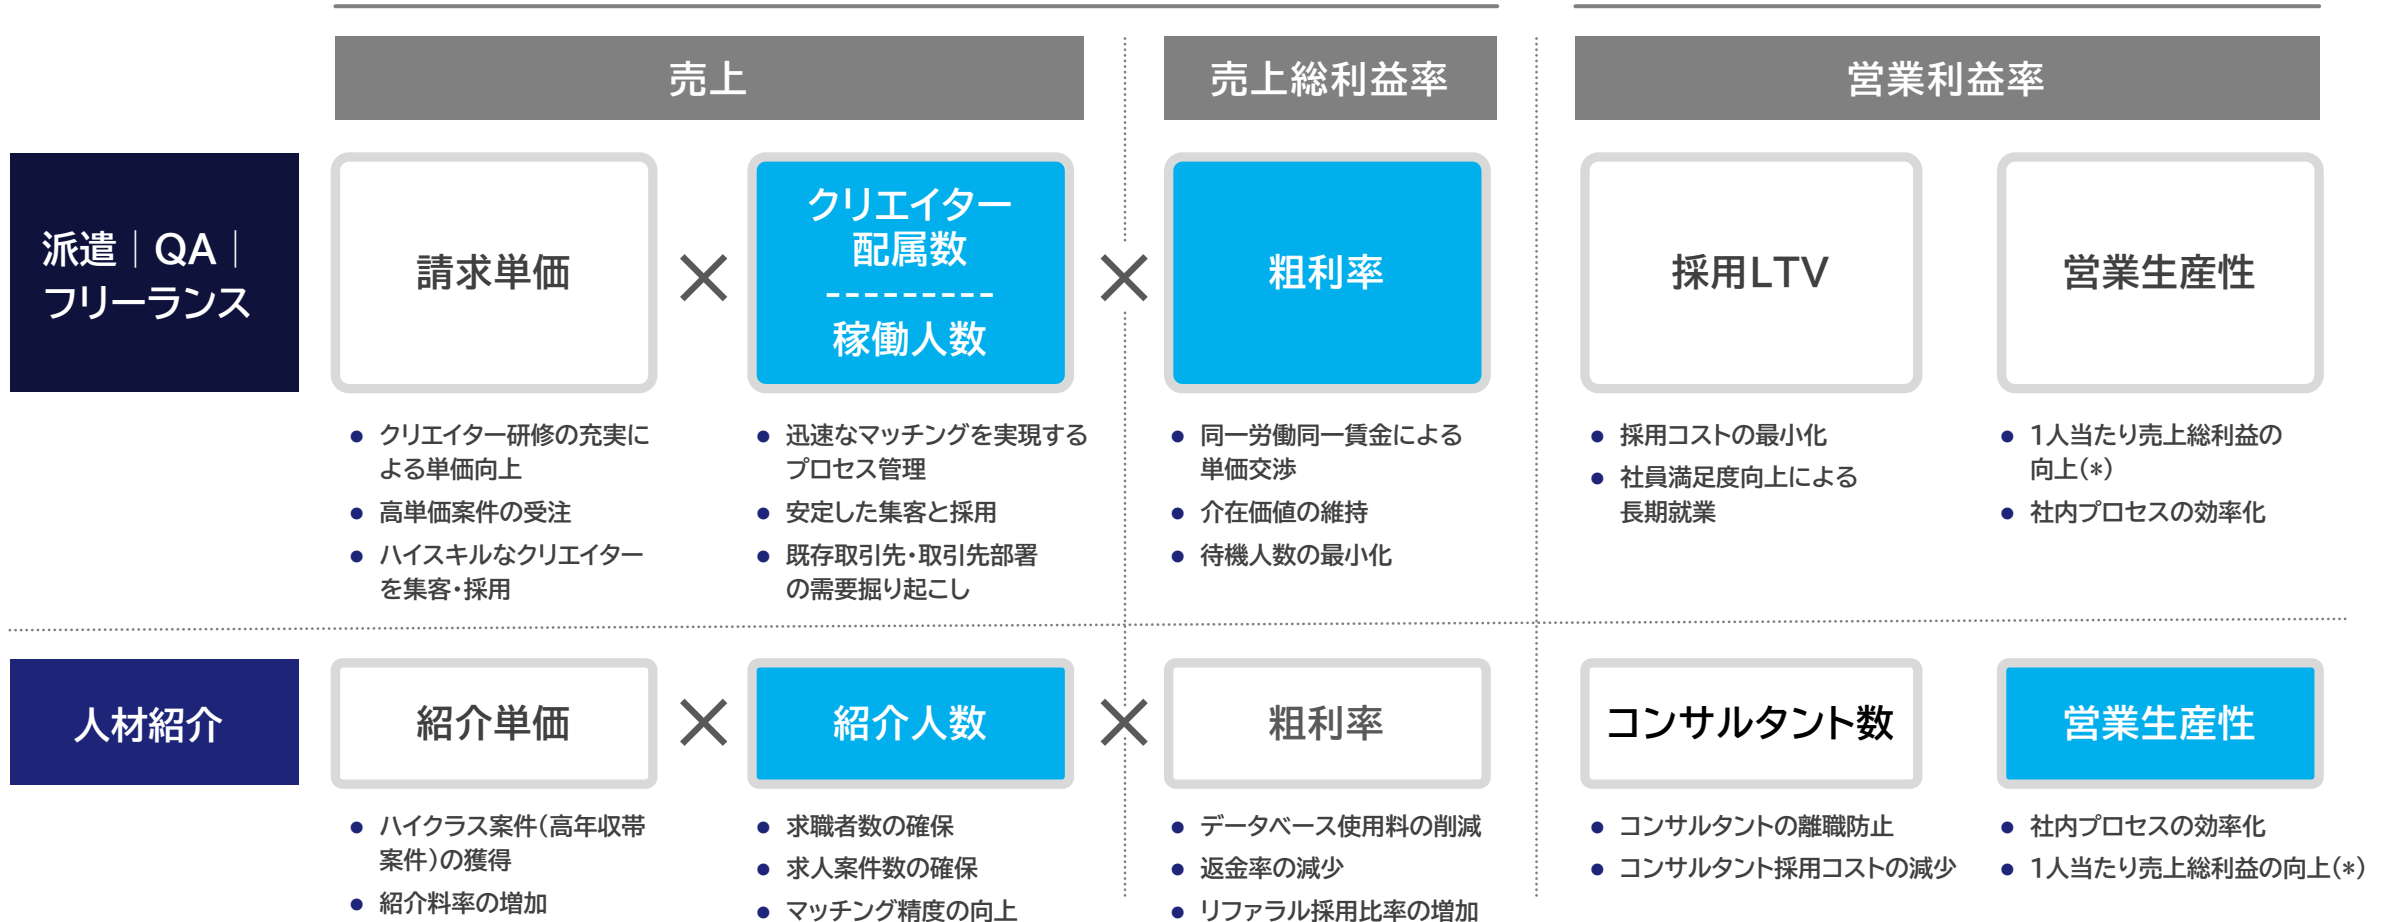 売上
売上総利益率
営業利益率
派遣｜QA｜
フリーランス
請求単価
×
クリエイター
配属数
---------
稼働人数
×
粗利率
採用LTV
営業生産性
● クリエイター研修の充実に
よる単価向上
● 高単価案件の受注
● ハイスキルなクリエイター
を集客・採用
● 迅速なマッチングを実現する
プロセス管理
● 安定した集客と採用
● 既存取引先・取引先部署
の需要掘り起こし
● 同一労働同一賃金による
単価交渉
● 介在価値の維持
● 待機人数の最小化
● 採用コストの最小化
● 社員満足度向上による
長期就業
● 1人当たり売上総利益の
向上(*)
● 社内プロセスの効率化
人材紹介
紹介単価
×
紹介人数
×
粗利率
コンサルタント数
営業生産性
● ハイクラス案件(高年収帯
案件)の獲得
● 紹介料率の増加
● 求職者数の確保
● 求人案件数の確保
● マッチング精度の向上
● データベース使用料の削減
● 返金率の減少
● リファラル採用比率の増加
● コンサルタントの離職防止
● コンサルタント採用コストの減少
● 社内プロセスの効率化
● 1人当たり売上総利益の向上(*)